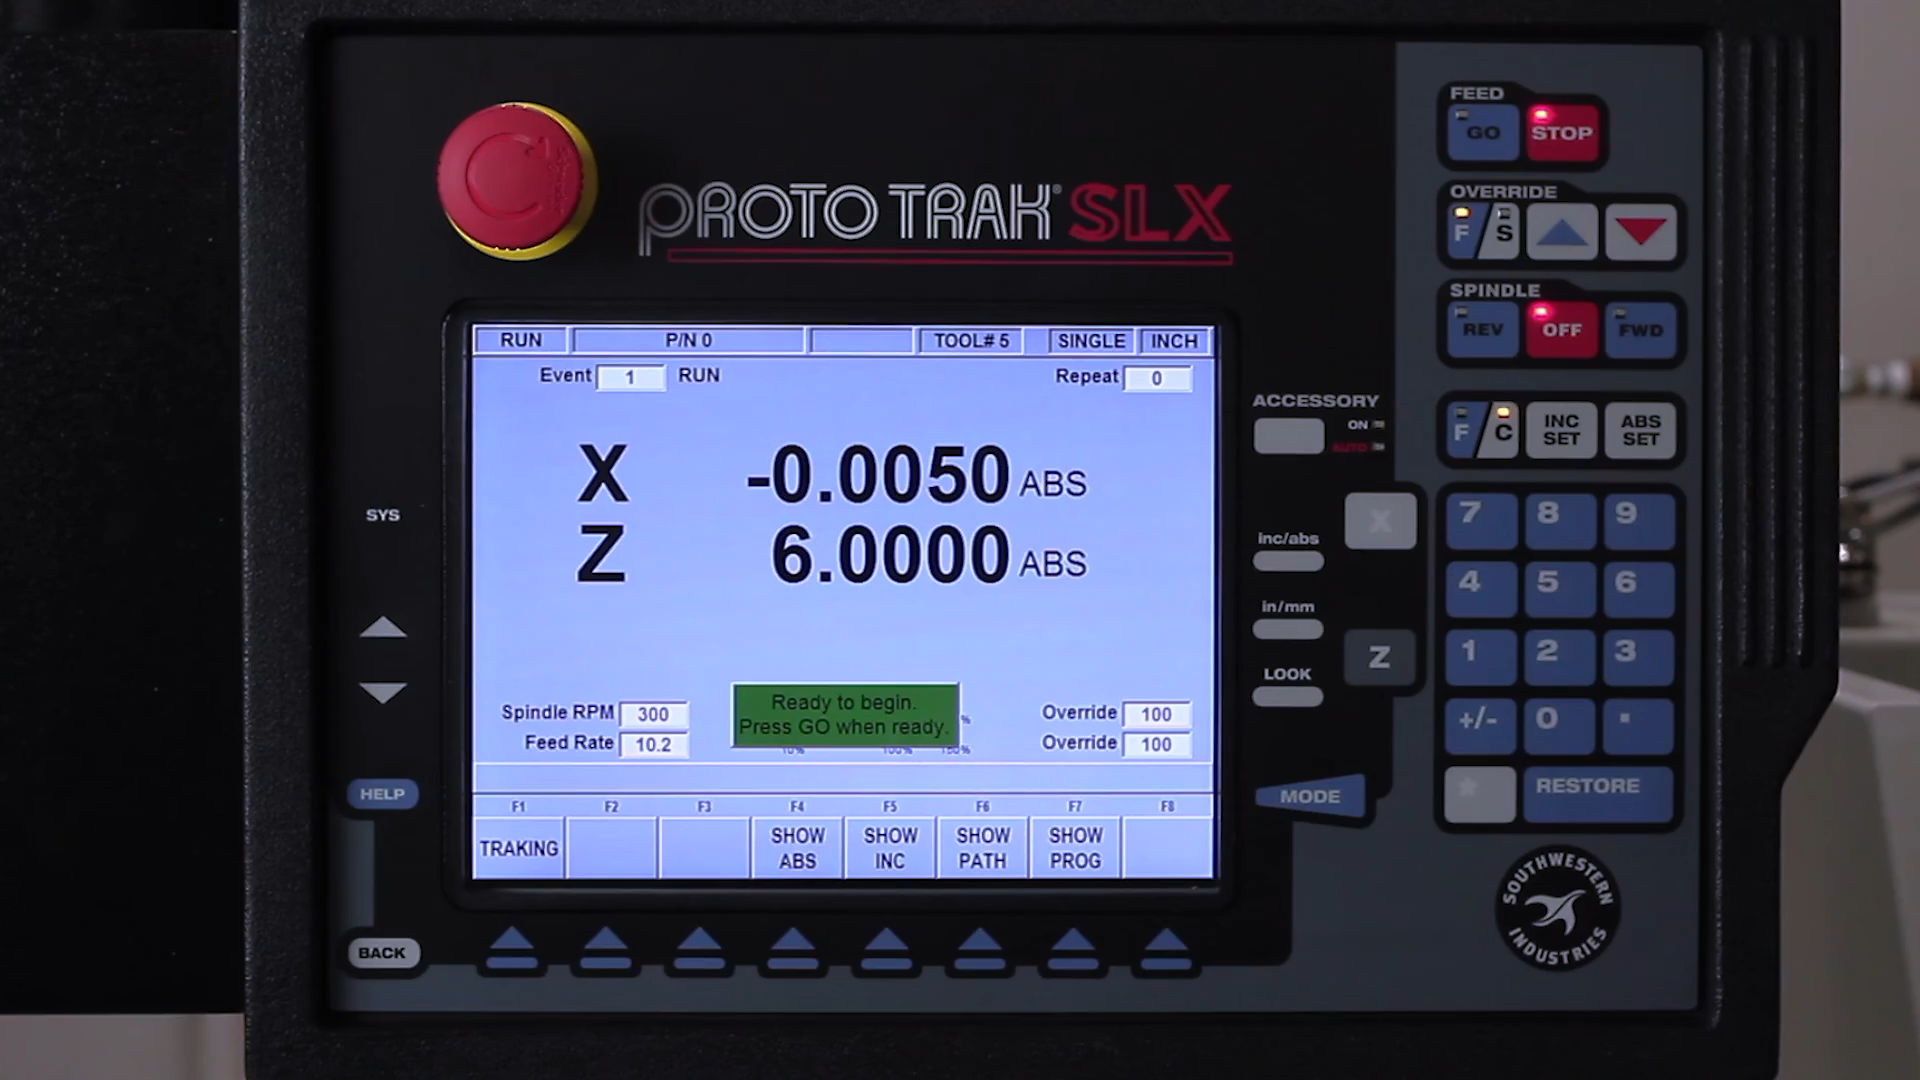 PROTO TRAK® SLX
RUN
P/N 0
TOOL# 5
SINGLE
INCH
Event 1 RUN
Repeat 0
X -0.0050 ABS
Z 6.0000 ABS
Spindle RPM 300
Feed Rate 10.2
Ready to begin.
Press GO when ready.
%
10% 100% 150%
Override 100
Override 100
F1 F2 F3 F4 F5 F6 F7 F8
TRAKING
SHOW ABS
SHOW INC
SHOW PATH
SHOW PROG
SYS
HELP
BACK
FEED
GO
STOP
OVERRIDE
F/S
SPINDLE
REV
OFF
FWD
F/C
INC SET
ABS SET
ACCESSORY
ON
AUTO
inc/abs
in/mm
LOOK
MODE
X
Z
7 8 9
4 5 6
1 2 3
+/- 0 .
* RESTORE
SOUTHWESTERN
INDUSTRIES